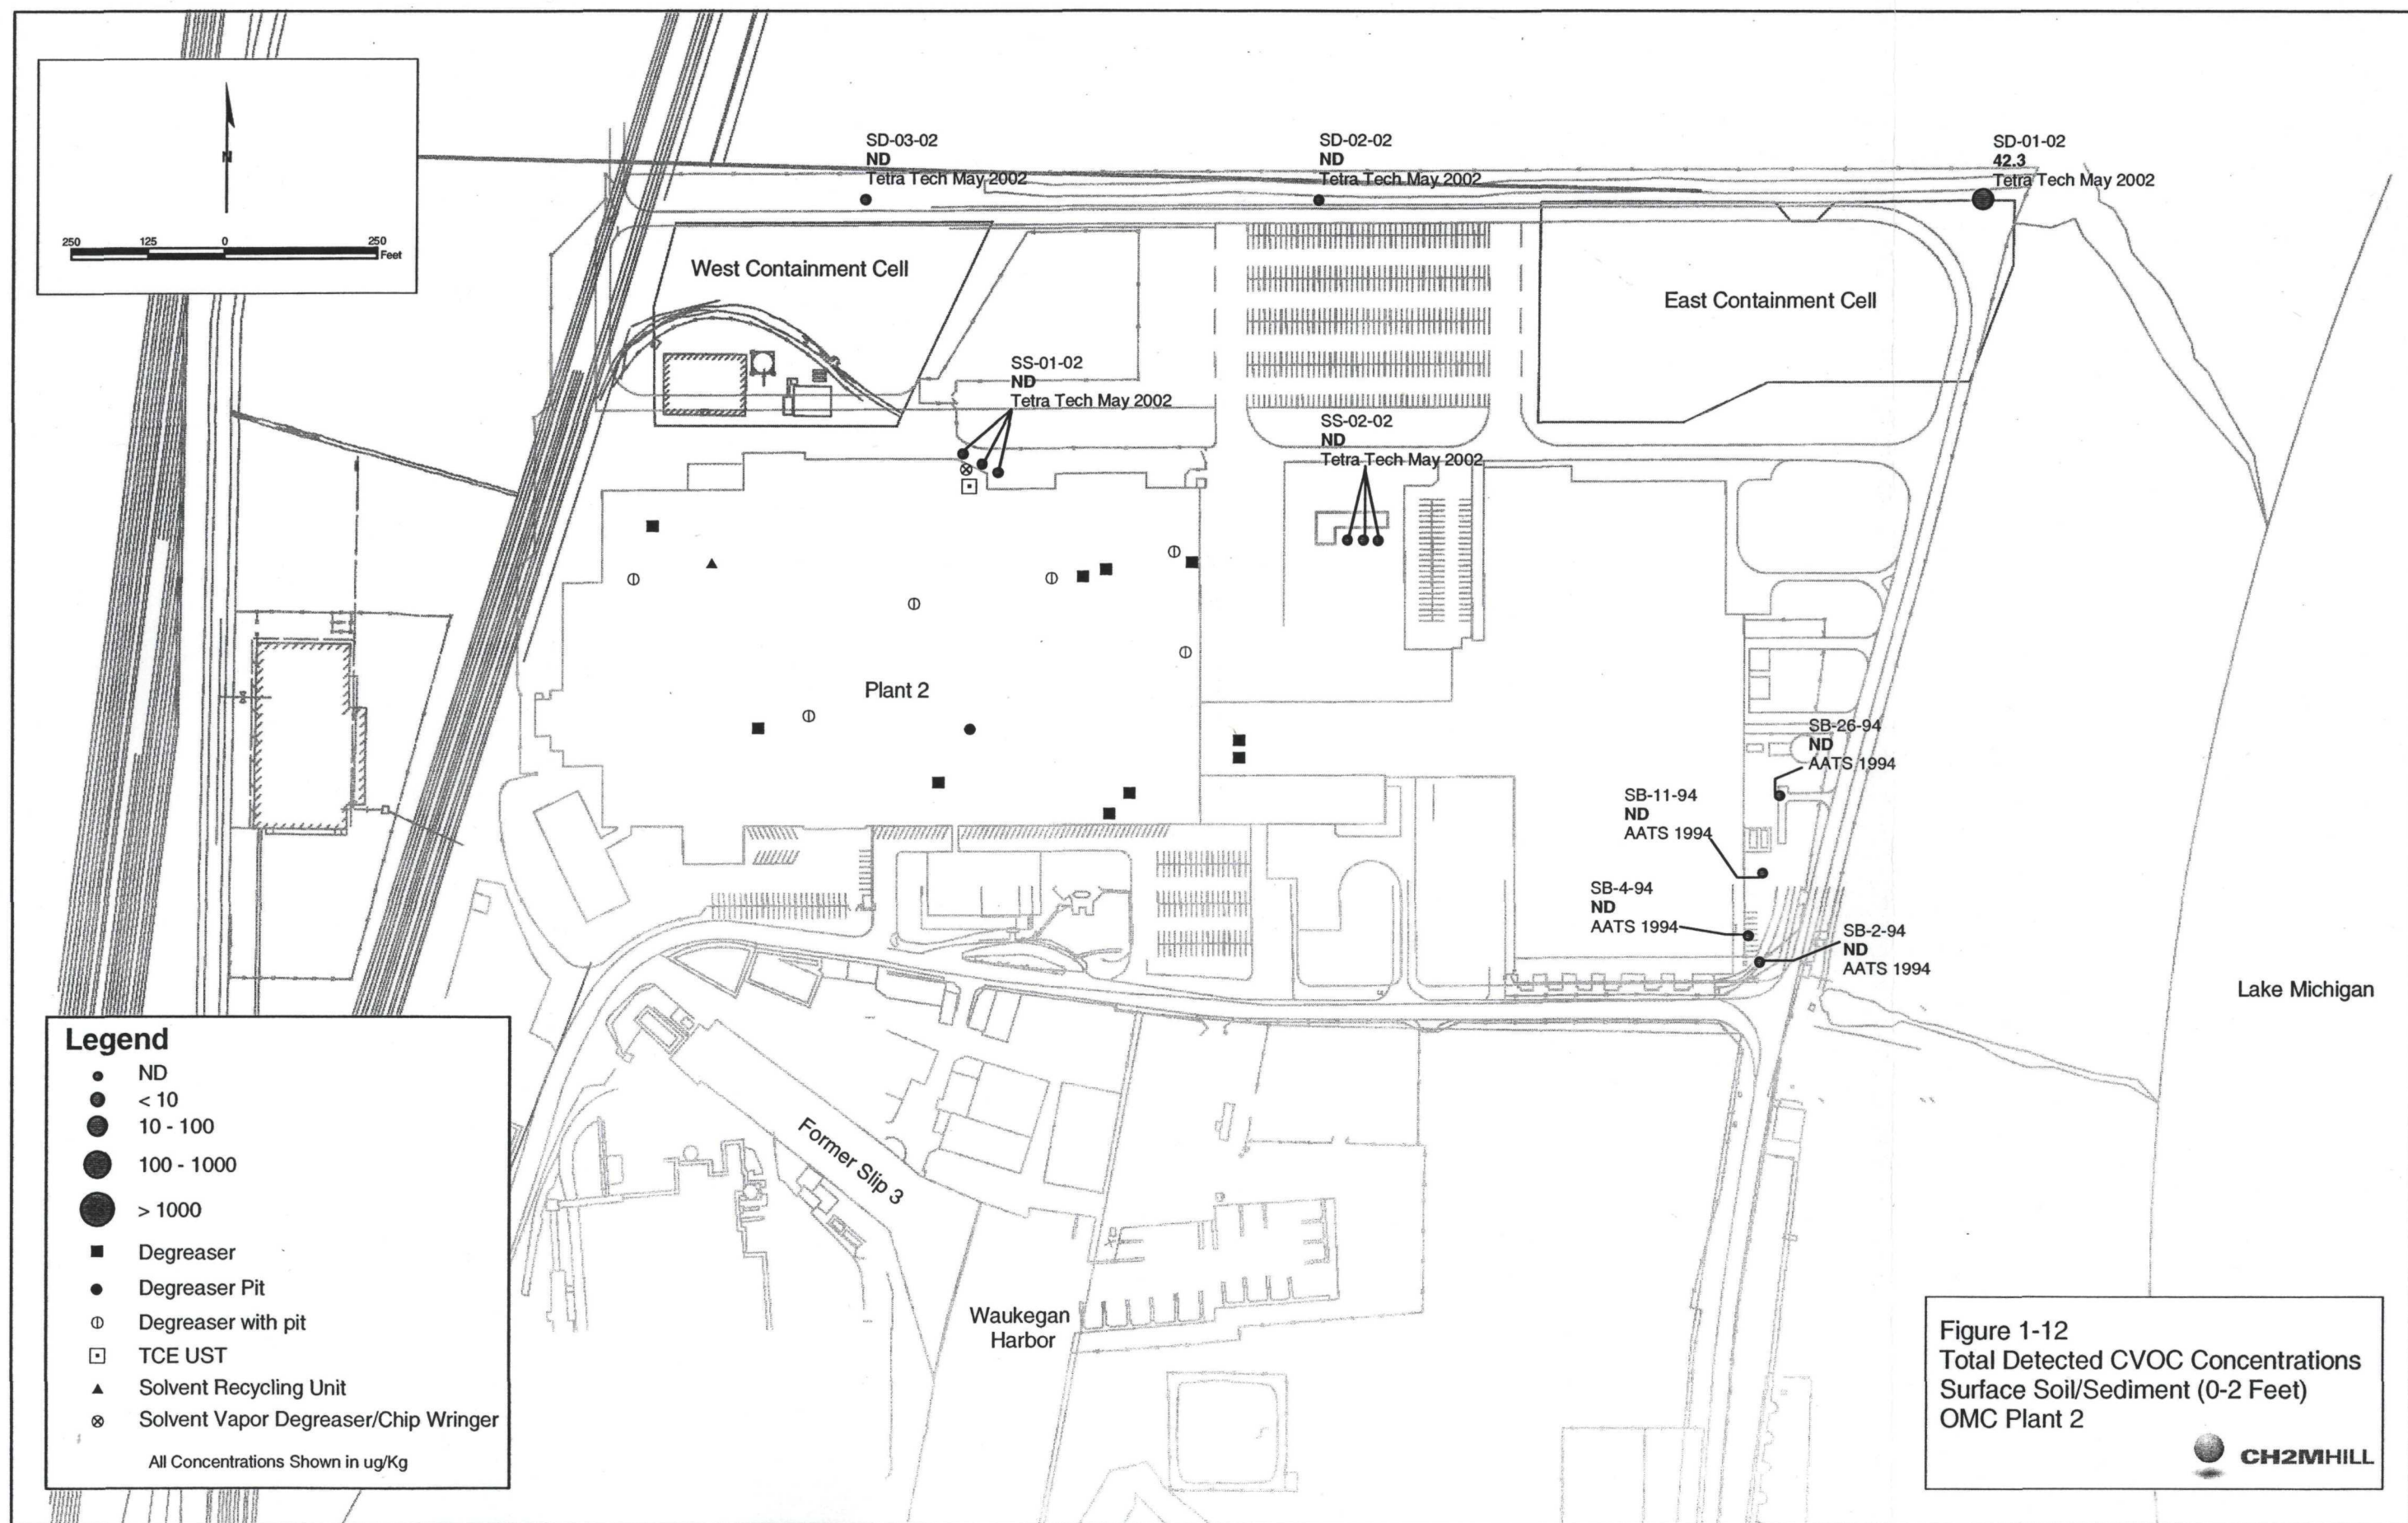 N
250 125 0 250
Feet
SD-03-02
ND
Tetra Tech May 2002
SD-02-02
ND
Tetra Tech May 2002
SD-01-02
42.3
Tetra Tech May 2002
West Containment Cell
East Containment Cell
SS-01-02
ND
Tetra Tech May 2002
SS-02-02
ND
Tetra Tech May 2002
Plant 2
SB-26-94
ND
AATS 1994
SB-11-94
ND
AATS 1994
SB-4-94
ND
AATS 1994
SB-2-94
ND
AATS 1994
Lake Michigan
Former Slip 3
Waukegan
Harbor
Legend
ND
< 10
10 - 100
100 - 1000
> 1000
Degreaser
Degreaser Pit
Degreaser with pit
TCE UST
Solvent Recycling Unit
Solvent Vapor Degreaser/Chip Wringer
All Concentrations Shown in ug/Kg
Figure 1-12
Total Detected CVOC Concentrations
Surface Soil/Sediment (0-2 Feet)
OMC Plant 2
CH2MHILL